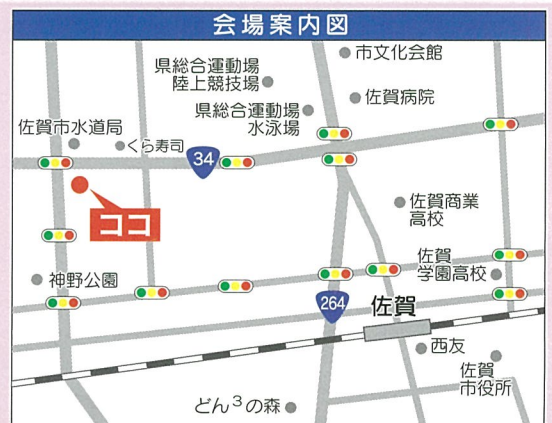 会場案内図
市文化会館
県総合運動場
陸上競技場
佐賀病院
県総合運動場
水泳場
佐賀市水道局
くら寿司
34
ココ
佐賀商業
高校
佐賀
学園高校
神野公園
264
佐賀
西友
佐賀
市役所
どん3の森